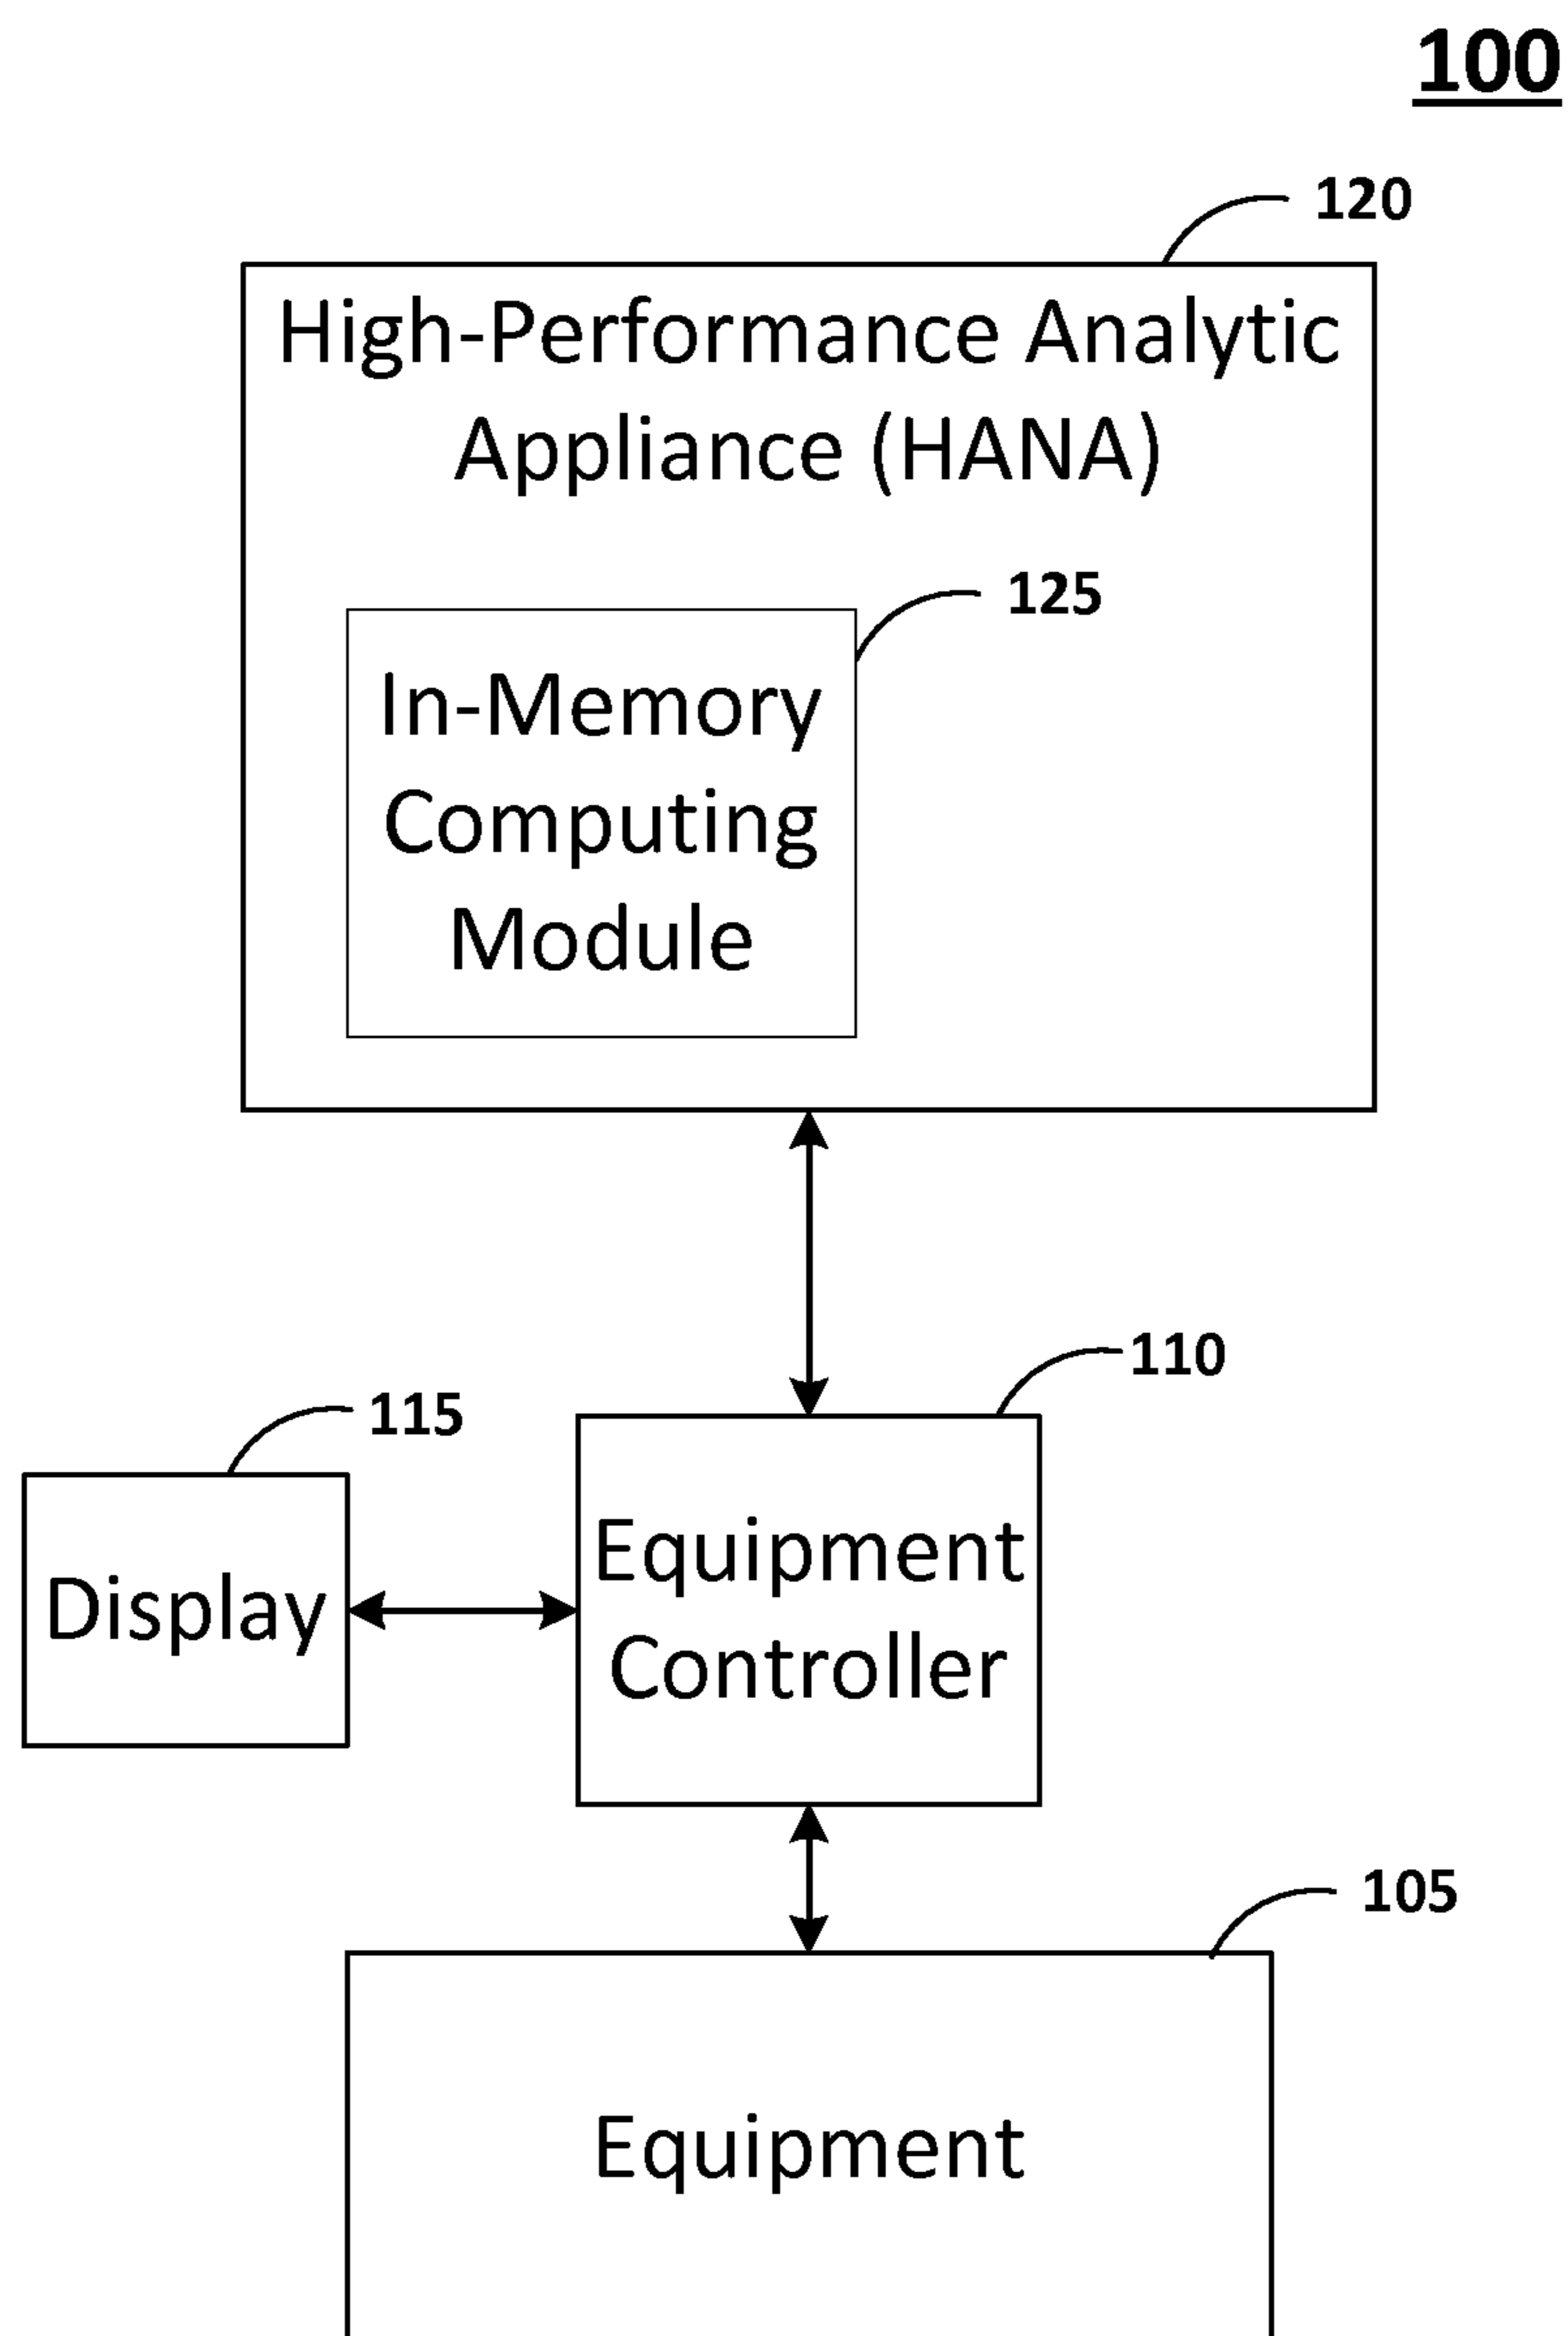 100
120
High-Performance Analytic
Appliance (HANA)
125
In-Memory
Computing
Module
110
115
Equipment
Controller
Display
105
Equipment